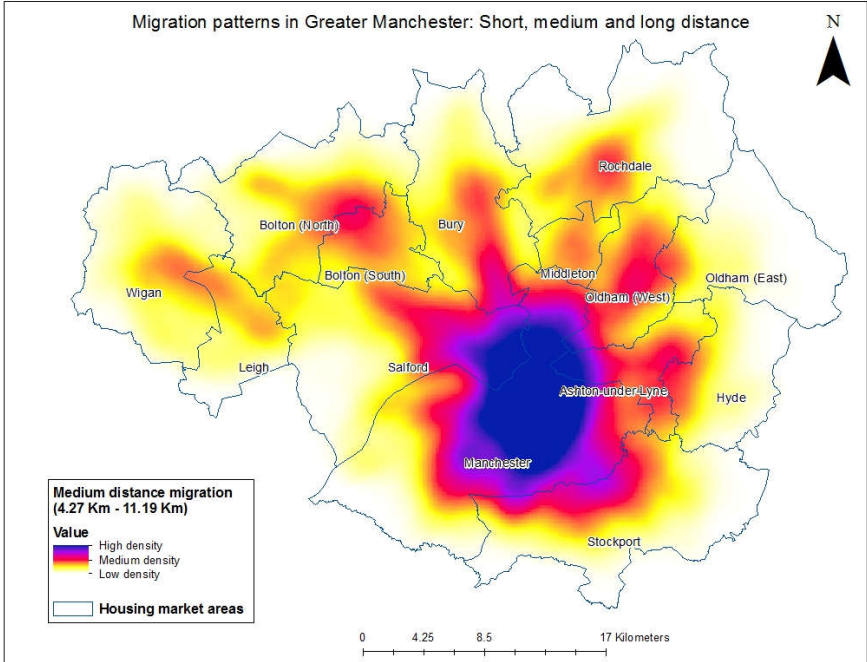 Migration patterns in Greater Manchester: Short, medium and long distance
N
Rochdale
Bolton (North)
Bury
Bolton (South)
Middleton
Oldham (East)
Wigan
Oldham (West)
Leigh
Salford
Ashton-under-Lyne
Hyde
Manchester
Stockport
Medium distance migration
(4.27 Km - 11.19 Km)
Value
High density
Medium density
Low density
Housing market areas
0 4.25 8.5 17 Kilometers